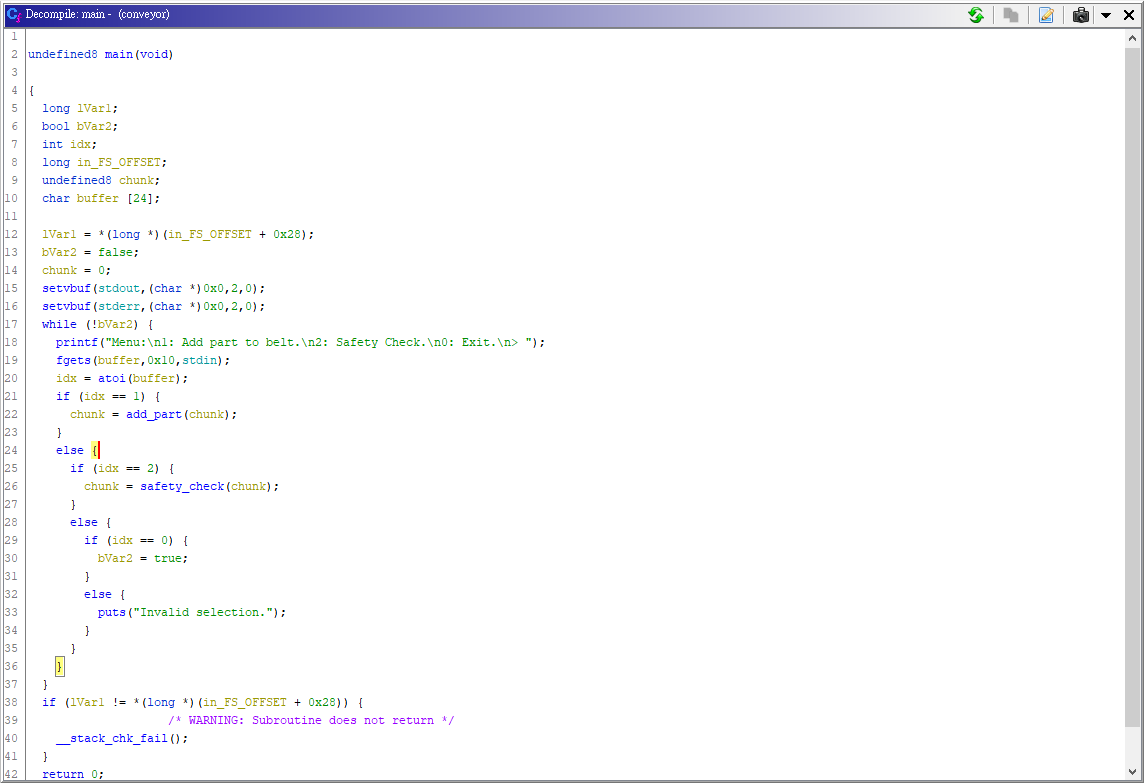 Decompile: main - (conveyor)
1
2 undefined8 main(void)
3
4 {
5   long lVar1;
6   bool bVar2;
7   int idx;
8   long in_FS_OFFSET;
9   undefined8 chunk;
10   char buffer [24];
11
12   lVar1 = *(long *)(in_FS_OFFSET + 0x28);
13   bVar2 = false;
14   chunk = 0;
15   setvbuf(stdout,(char *)0x0,2,0);
16   setvbuf(stderr,(char *)0x0,2,0);
17   while (!bVar2) {
18     printf("Menu:\n1: Add part to belt.\n2: Safety Check.\n0: Exit.\n> ");
19     fgets(buffer,0x10,stdin);
20     idx = atoi(buffer);
21     if (idx == 1) {
22       chunk = add_part(chunk);
23     }
24     else {
25       if (idx == 2) {
26         chunk = safety_check(chunk);
27       }
28       else {
29         if (idx == 0) {
30           bVar2 = true;
31         }
32         else {
33           puts("Invalid selection.");
34         }
35       }
36     }
37   }
38   if (lVar1 != *(long *)(in_FS_OFFSET + 0x28)) {
39                     /* WARNING: Subroutine does not return */
40     __stack_chk_fail();
41   }
42   return 0;